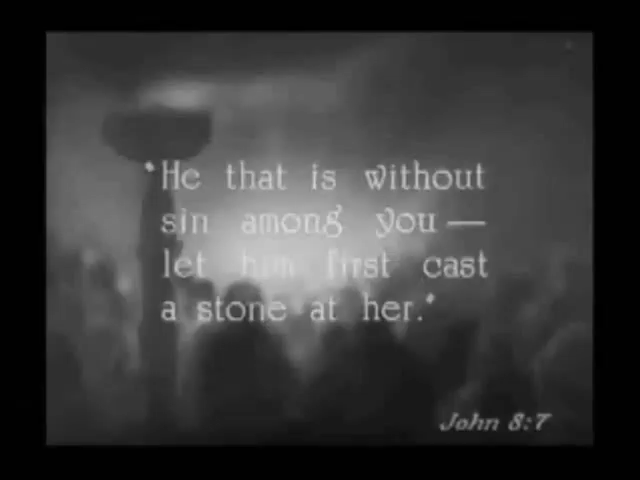 'He that is without
sin among you—
let him first cast
a stone at her.'
John 8:7